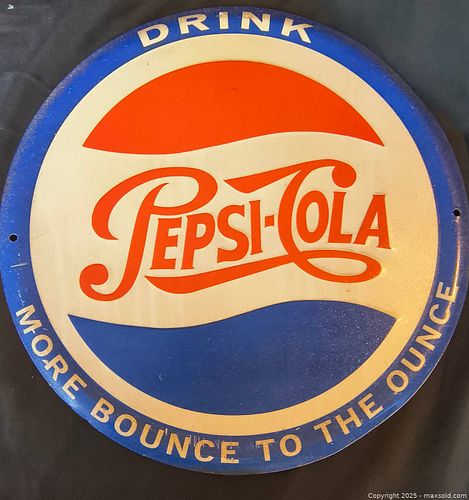 DRINK
PEPSI-COLA
MORE BOUNCE TO THE OUNCE
Copyright 2025 - maxsold.com